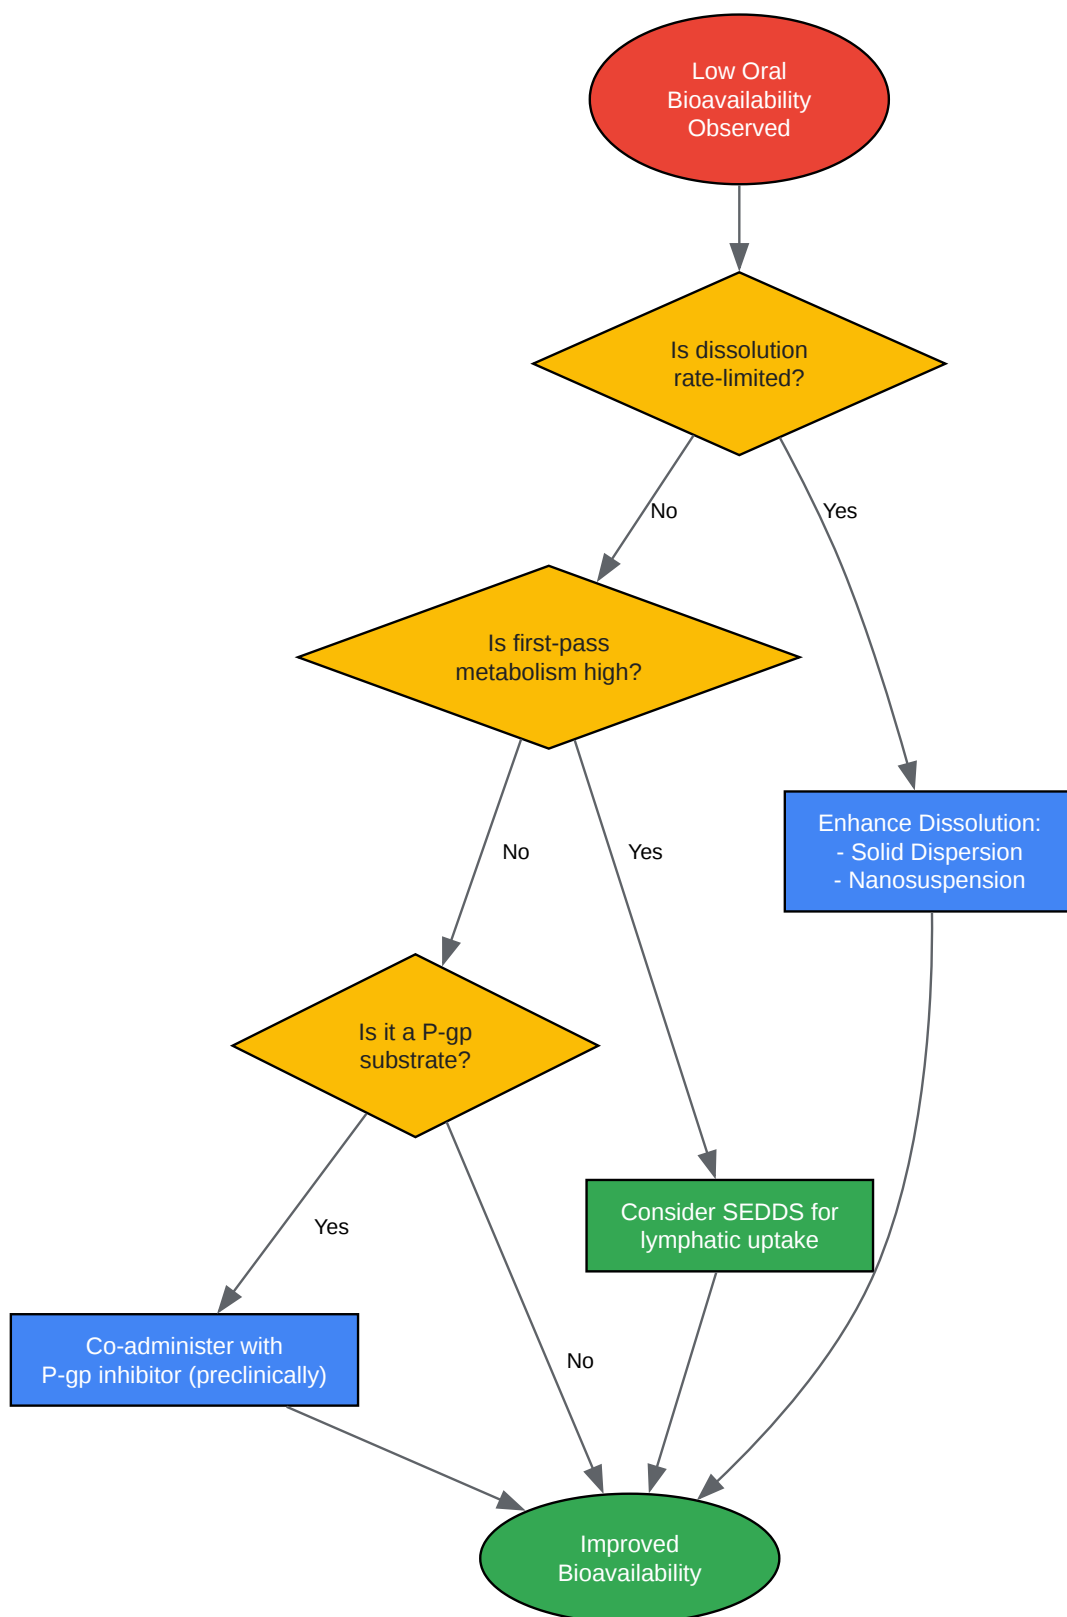 Low Oral
Bioavailability
Observed
Is dissolution
rate-limited?
No
Yes
Is first-pass
metabolism high?
Enhance Dissolution:
- Solid Dispersion
- Nanosuspension
No
Yes
Is it a P-gp
substrate?
Consider SEDDS for
lymphatic uptake
Yes
Co-administer with
P-gp inhibitor (preclinically)
No
Improved
Bioavailability